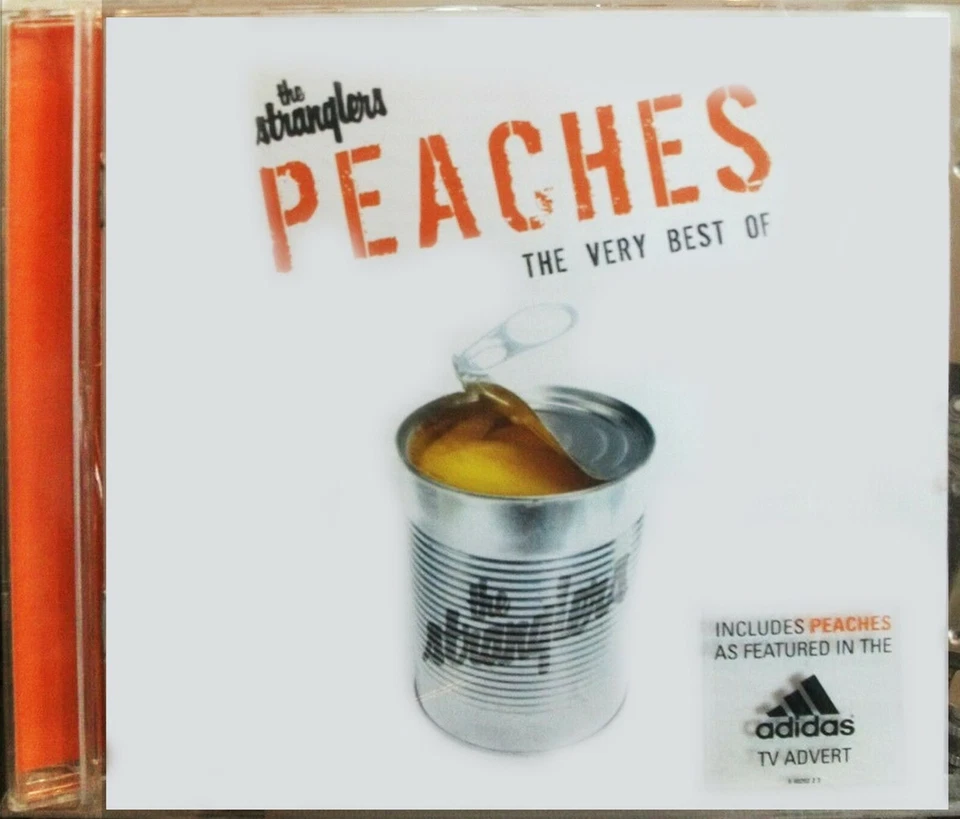 the
stranglers
PEACHES
THE VERY BEST OF
the
stranglers
INCLUDES PEACHES
AS FEATURED IN THE
adidas
TV ADVERT